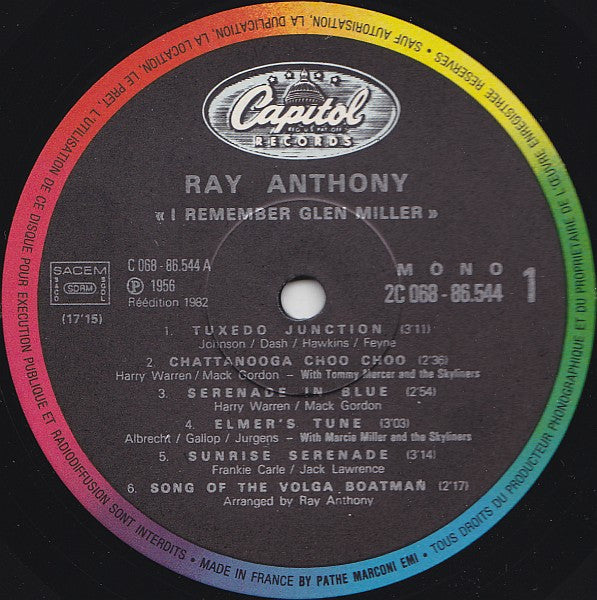 Capitol
REG. U.S. PAT. OFF.
RECORDS
RAY ANTHONY
« I REMEMBER GLEN MILLER »
C 068 - 86.544 A
Ⓟ 1956
Réédition 1982
SACEM
SDRM
(17'15)
MONO
2C 068 - 86.544
1
1. TUXEDO JUNCTION (3'11)
Johnson / Dash / Hawkins / Feyne
2. CHATTANOOGA CHOO CHOO (2'36)
Harry Warren / Mack Gordon - With Tommy Mercer and the Skyliners
3. SERENADE IN BLUE (2'54)
Harry Warren / Mack Gordon
4. ELMER'S TUNE (3'03)
Albrecht / Gallop / Jurgens - With Marcie Miller and the Skyliners
5. SUNRISE SERENADE (3'14)
Frankie Carle / Jack Lawrence
6. SONG OF THE VOLGA BOATMAN (2'17)
Arranged by Ray Anthony
MADE IN FRANCE BY PATHE MARCONI EMI • TOUS DROITS DU PRODUCTEUR PHONOGRAPHIQUE ET DU PROPRIETAIRE DE L'ŒUVRE ENREGISTREE RESERVES • SAUF AUTORISATION, LA DUPLICATION, LA LOCATION, LE PRET, L'UTILISATION DE CE DISQUE POUR EXECUTION PUBLIQUE ET RADIODIFFUSION SONT INTERDITS •